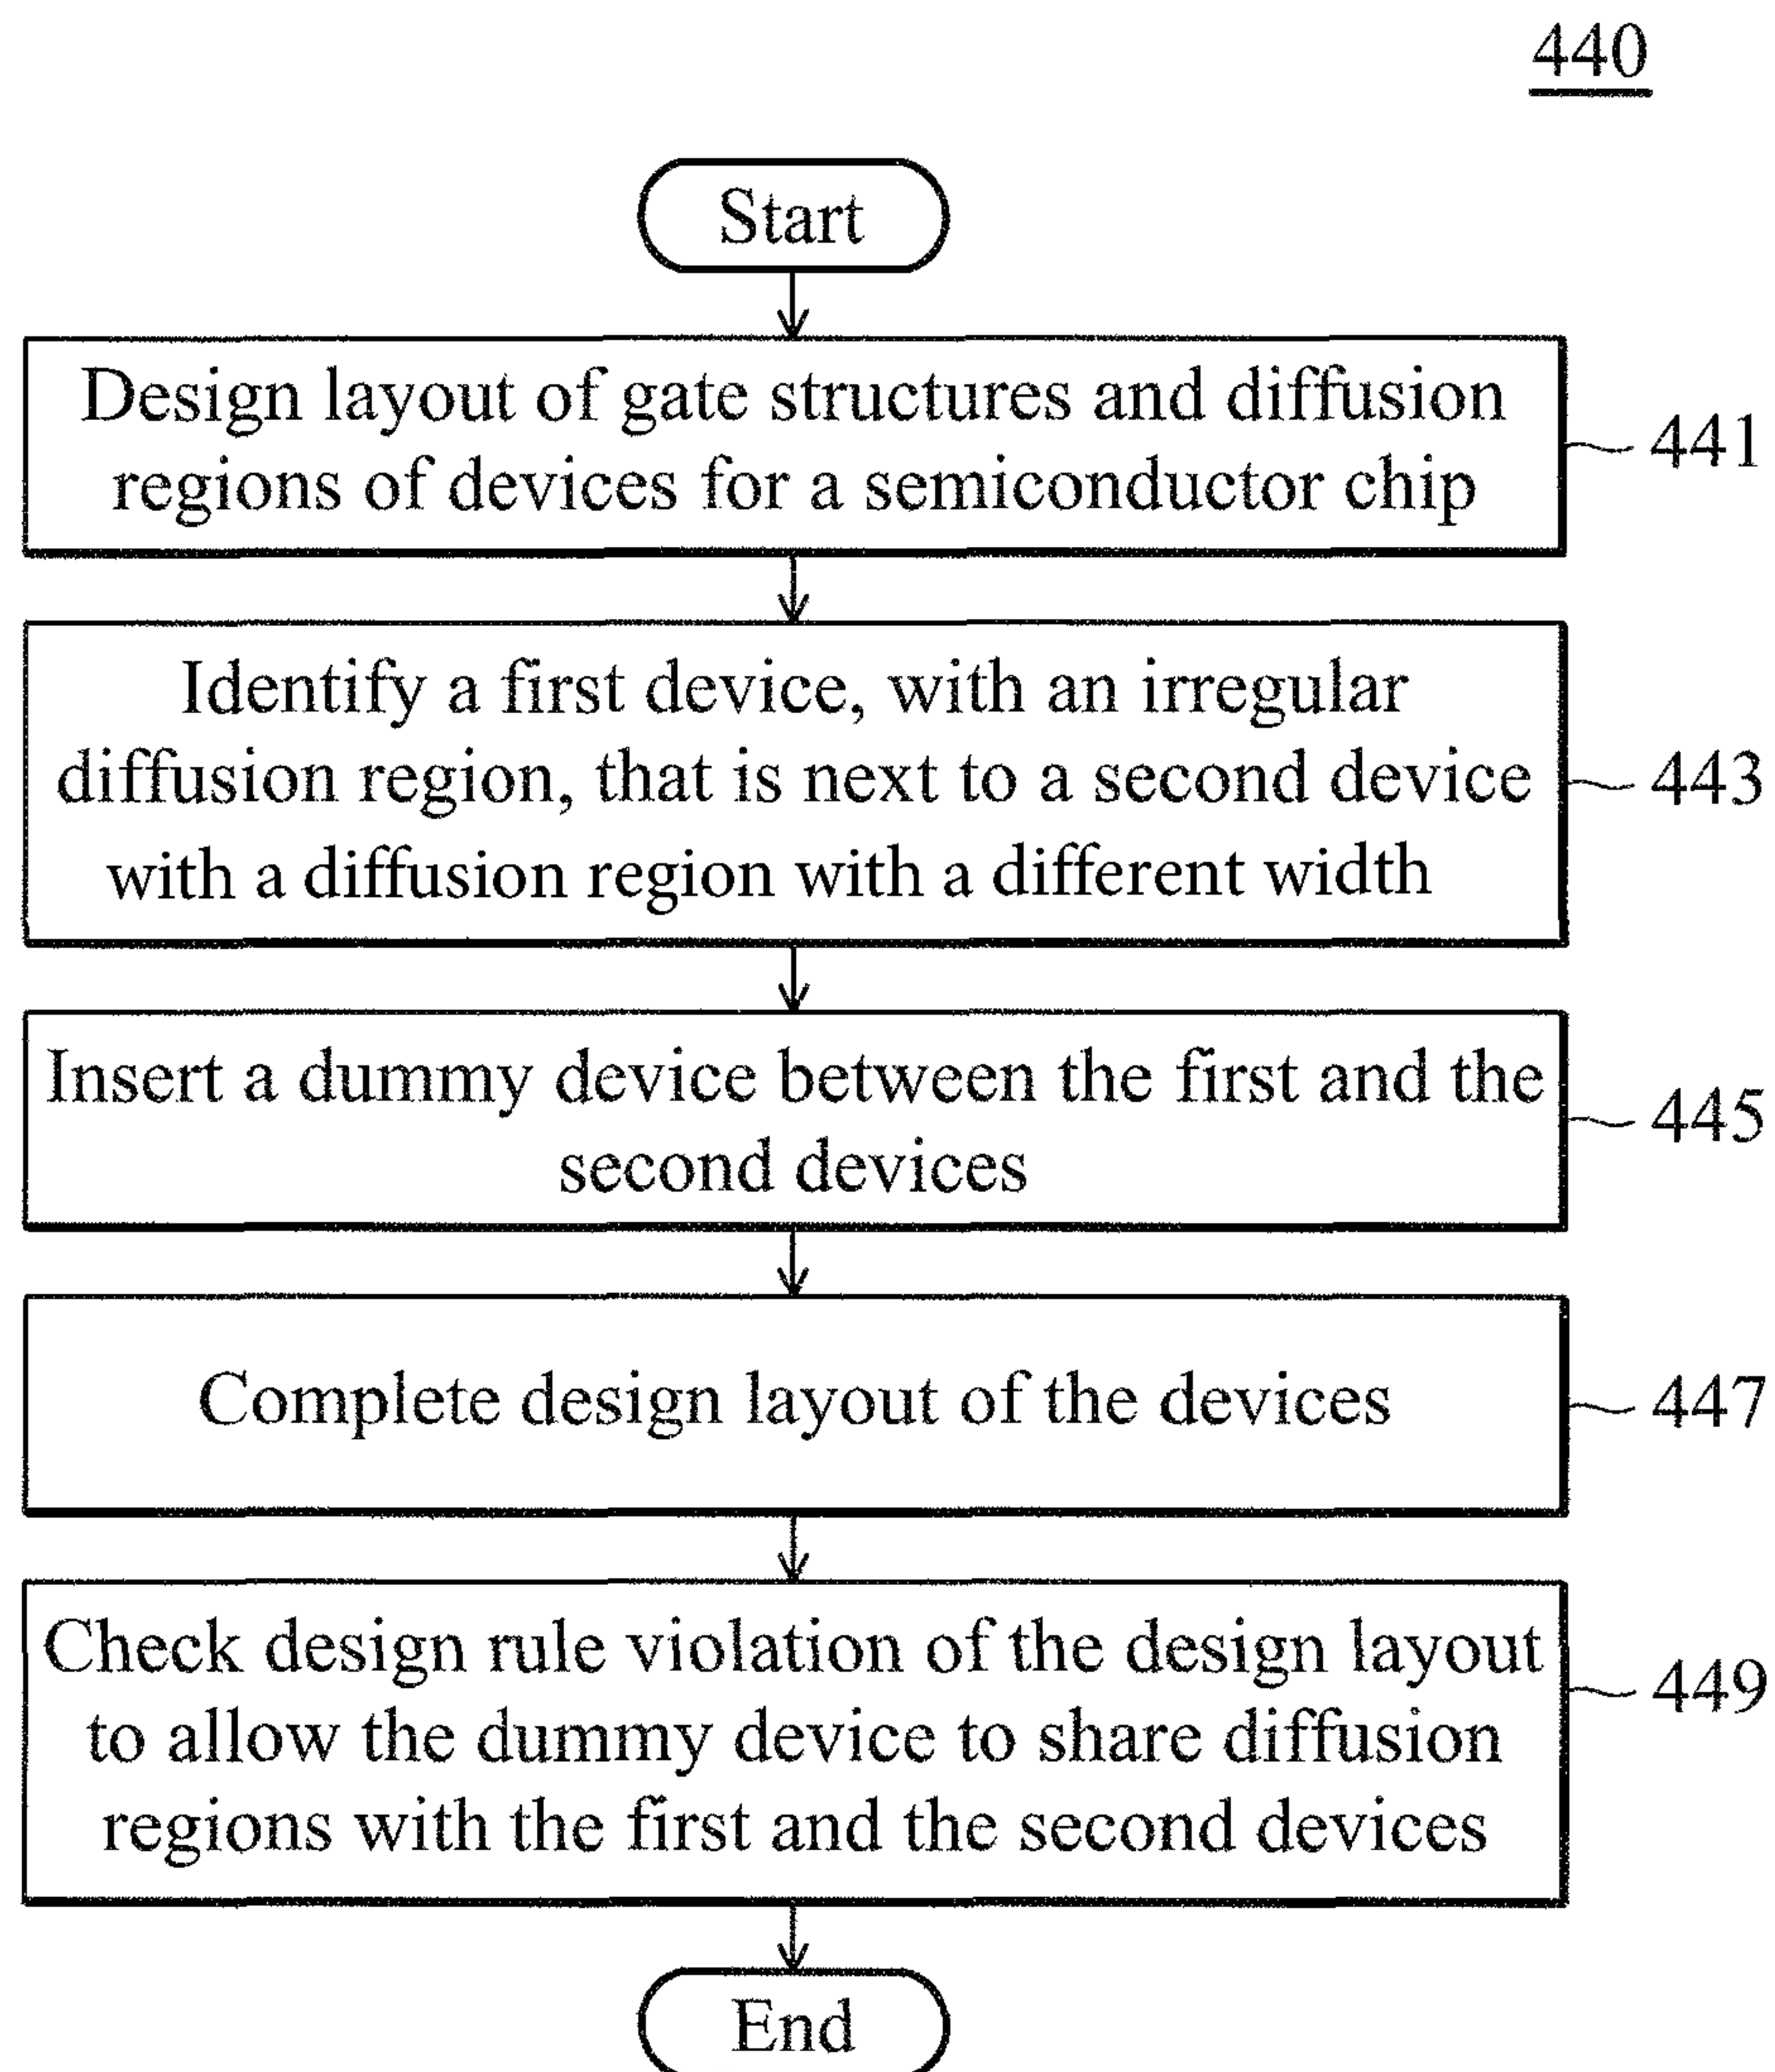 440
Start
Design layout of gate structures and diffusion
regions of devices for a semiconductor chip
441
Identify a first device, with an irregular
diffusion region, that is next to a second device
with a diffusion region with a different width
443
Insert a dummy device between the first and the
second devices
445
Complete design layout of the devices
447
Check design rule violation of the design layout
to allow the dummy device to share diffusion
regions with the first and the second devices
449
End